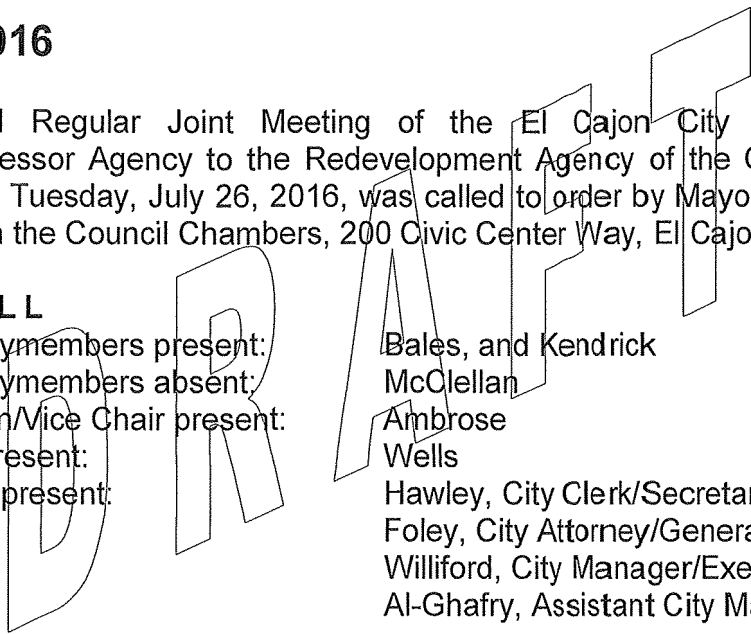 016
Regular Joint Meeting of the El Cajon City
essor Agency to the Redevelopment Agency of the
Tuesday, July 26, 2016, was called to order by Mayo
the Council Chambers, 200 Civic Center Way, El Cajo
LL
ymembers present: Bales, and Kendrick
ymembers absent: McClellan
n/Vice Chair present: Ambrose
resent: Wells
present: Hawley, City Clerk/Secretar
Foley, City Attorney/Genera
Williford, City Manager/Exe
Al-Ghafry, Assistant City Ma
DRAFT